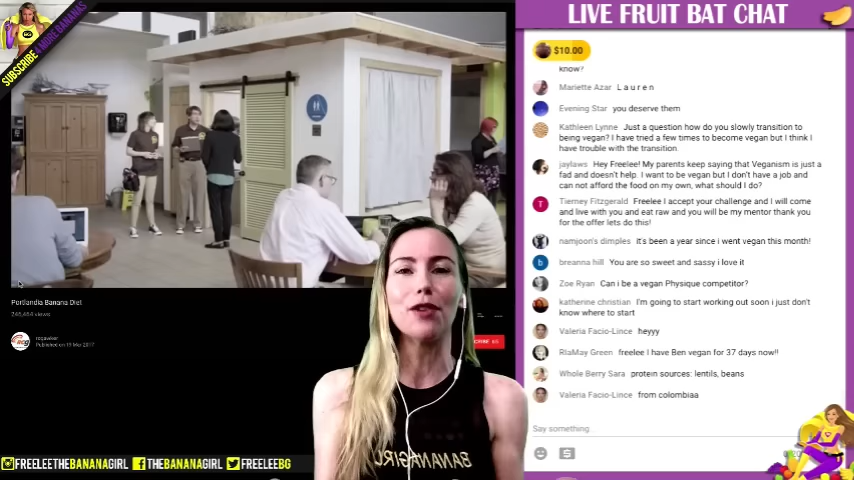 SUBSCRIBE 4 MORE BANANAS
Portlandia Banana Diet
Published on 19 Mar 2017
BANANAGIRL
FREELEETHEBANANAGIRL
THEBANANAGIRL
FREELEEBG
LIVE FRUIT BAT CHAT
$10.00
know?
Mariette Azar L a u r e n
Evening Star you deserve them
Kathleen Lynne Just a question how do you slowly transition to
being vegan? I have tried a few times to become vegan but I think I
have trouble with the transition
jaylaws Hey Freelee! My parents keep saying that Veganism is just a
fad and doesn't help. I want to be vegan but I don't have a job and
can not afford the food on my own, what should I do?
Tierney Fitzgerald Freelee I accept your challenge and I will come
and live with you and eat raw and you will be my mentor thank you
for the offer lets do this!
namjoon's dimples it's been a year since i went vegan this month!
breanna hill You are so sweet and sassy i love it
Zoe Ryan Can i be a vegan Physique competitor?
katherine christian I'm going to start working out soon i just don't
know where to start
Valeria Facio-Lince heyyy
RiaMay Green freelee I have Ben vegan for 37 days now!!
Whole Berry Sara protein sources: lentils, beans
Valeria Facio-Lince from colombiaa
Say something...